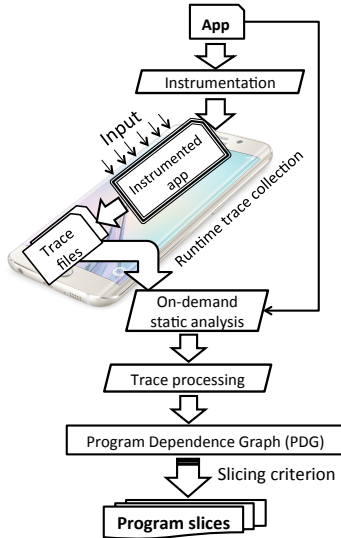 App
Instrumentation
Input
Instrumented
app
Runtime trace collection
Trace
files
On-demand
static analysis
Trace processing
Program Dependence Graph (PDG)
Slicing criterion
Program slices